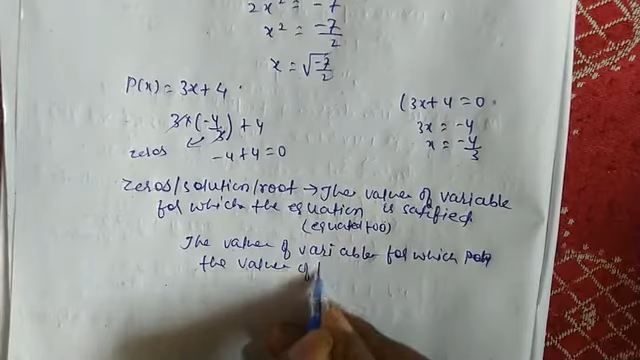 2x² = -7
x² = -7/2
x = √-7/2
P(x) = 3x + 4 .
3x(-4/3) + 4
zeros
-4+4=0
(3x+4 = 0
3x = -4
x = -4/3
zeros/solution/root → The value of variable
for which the equation is satified
(equated to 0)
The value of variable for which poly
the value of